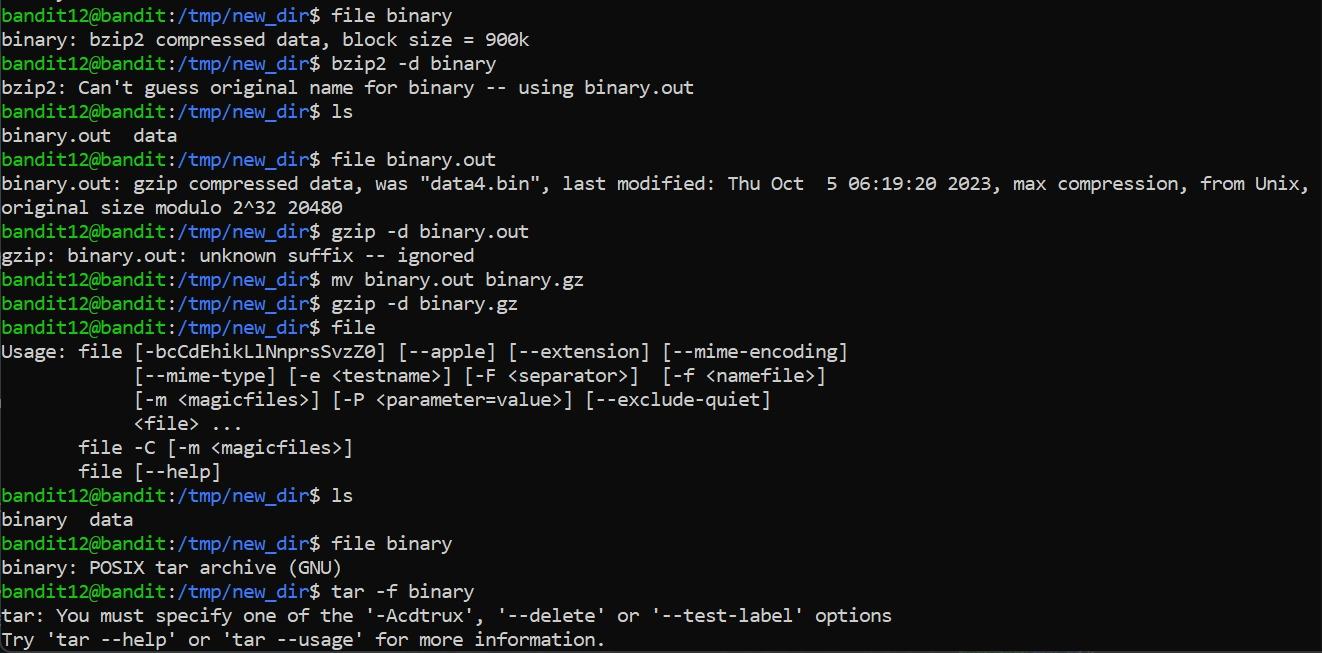 bandit12@bandit:/tmp/new_dir$ file binary
binary: bzip2 compressed data, block size = 900k
bandit12@bandit:/tmp/new_dir$ bzip2 -d binary
bzip2: Can't guess original name for binary -- using binary.out
bandit12@bandit:/tmp/new_dir$ ls
binary.out  data
bandit12@bandit:/tmp/new_dir$ file binary.out
binary.out: gzip compressed data, was "data4.bin", last modified: Thu Oct  5 06:19:20 2023, max compression, from Unix,
original size modulo 2^32 20480
bandit12@bandit:/tmp/new_dir$ gzip -d binary.out
gzip: binary.out: unknown suffix -- ignored
bandit12@bandit:/tmp/new_dir$ mv binary.out binary.gz
bandit12@bandit:/tmp/new_dir$ gzip -d binary.gz
bandit12@bandit:/tmp/new_dir$ file
Usage: file [-bcCdEhikLlNnprsSvzZ0] [--apple] [--extension] [--mime-encoding]
            [--mime-type] [-e <testname>] [-F <separator>]  [-f <namefile>]
            [-m <magicfiles>] [-P <parameter=value>] [--exclude-quiet]
            <file> ...
       file -C [-m <magicfiles>]
       file [--help]
bandit12@bandit:/tmp/new_dir$ ls
binary  data
bandit12@bandit:/tmp/new_dir$ file binary
binary: POSIX tar archive (GNU)
bandit12@bandit:/tmp/new_dir$ tar -f binary
tar: You must specify one of the '-Acdtrux', '--delete' or '--test-label' options
Try 'tar --help' or 'tar --usage' for more information.